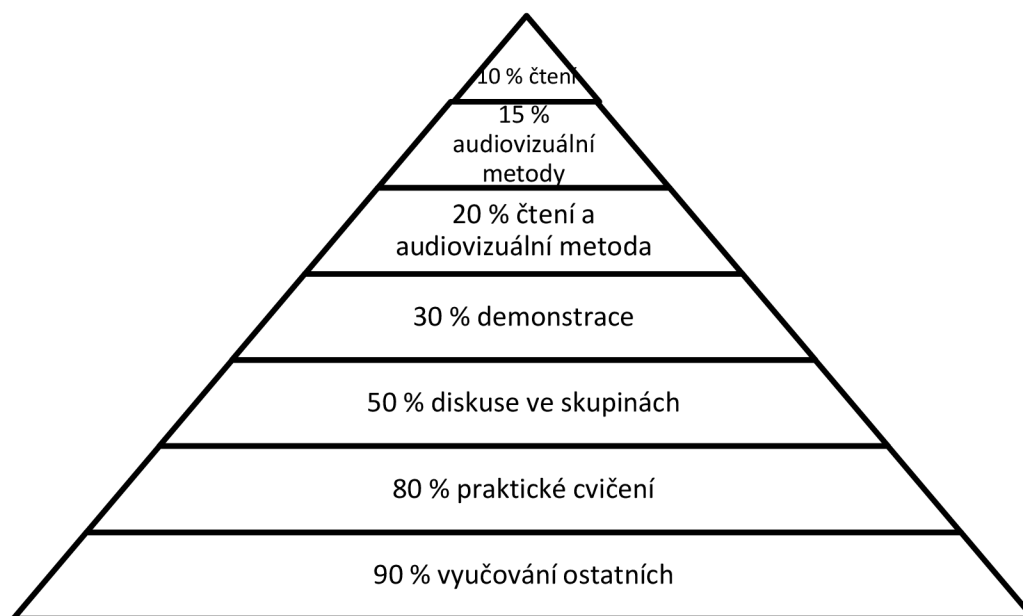 10 % čtení
15 %
audiovizuální
metody
20 % čtení a
audiovizuální metoda
30 % demonstrace
50 % diskuse ve skupinách
80 % praktické cvičení
90 % vyučování ostatních